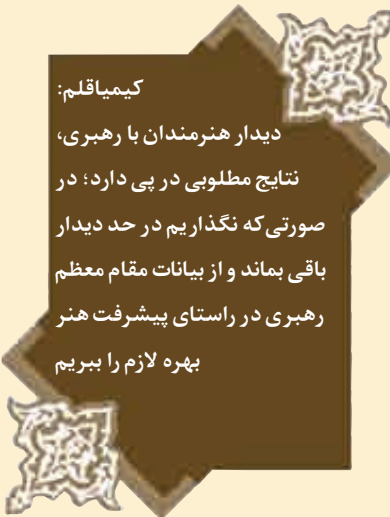 کیمیاقلم:
دیدار هنرمندان با رهبری،
نتایج مطلوبی در پی دارد؛ در
صورتی‌که نگذاریم در حد دیدار
باقی بماند و از بیانات مقام معظم
رهبری در راستای پیشرفت هنر
بهره لازم را ببریم